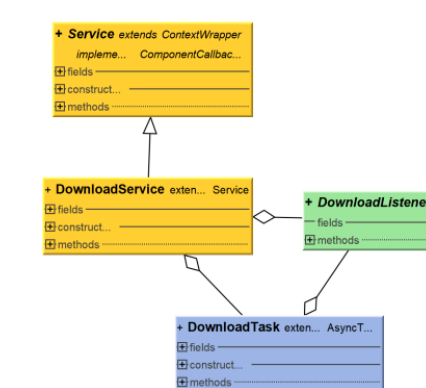 + Service extends ContextWrapper
impleme... ComponentCallbac...
fields
construct...
methods
+ DownloadService exten... Service
fields
construct...
methods
+ DownloadListene
fields
methods
+ DownloadTask exten... AsyncT...
fields
construct...
methods